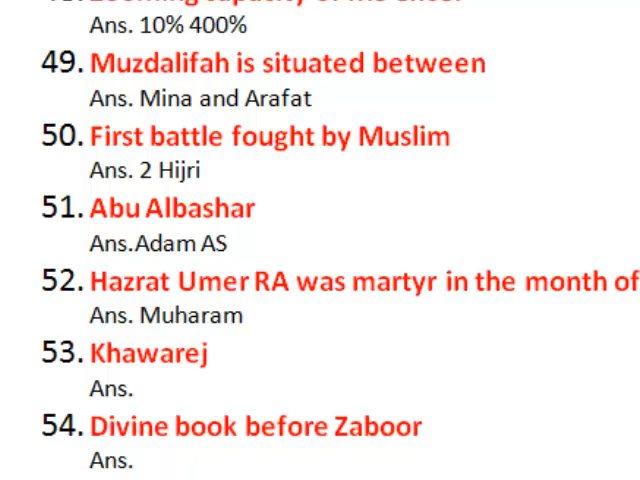 Ans. 10% 400%
49. Muzdalifah is situated between
Ans. Mina and Arafat
50. First battle fought by Muslim
Ans. 2 Hijri
51. Abu Albashar
Ans.Adam AS
52. Hazrat Umer RA was martyr in the month of
Ans. Muharam
53. Khawarej
Ans.
54. Divine book before Zaboor
Ans.